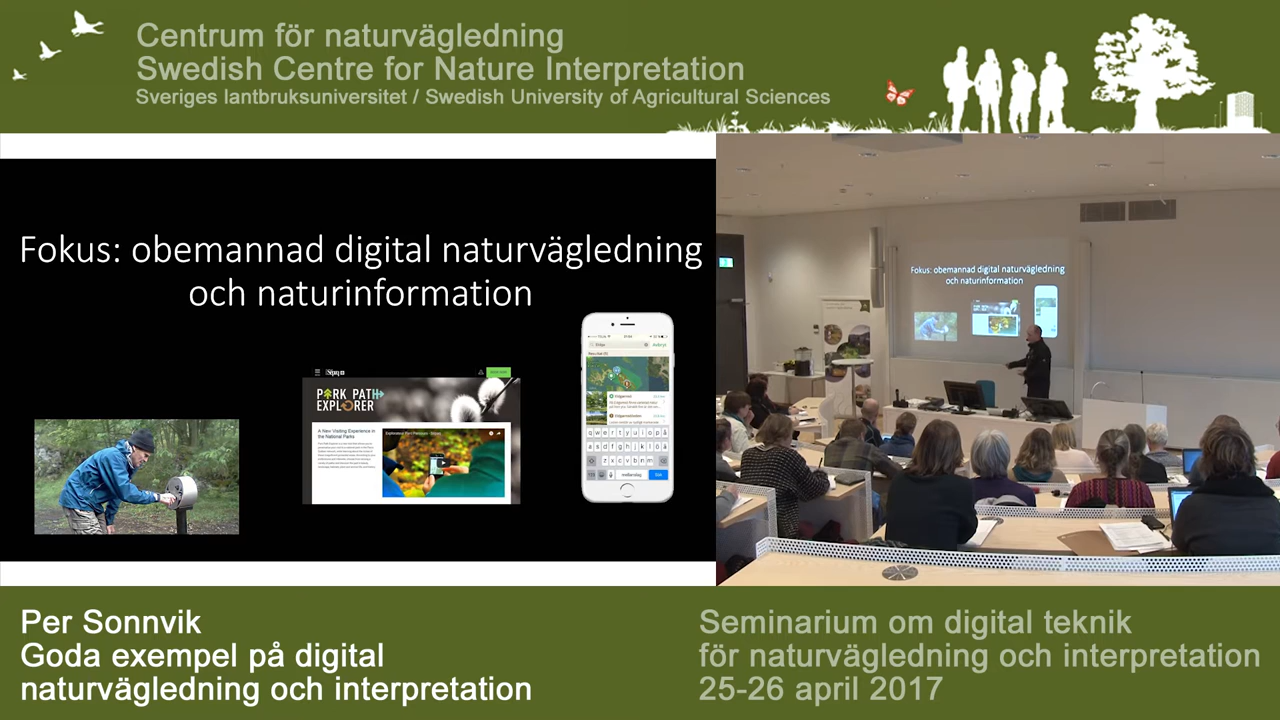 Centrum för naturvägledning
Swedish Centre for Nature Interpretation
Sveriges lantbruksuniversitet / Swedish University of Agricultural Sciences
Fokus: obemannad digital naturvägledning
och naturinformation
PARK PATH
EXPLORER
A New Visiting Experience in
the National Parks
Avbryt
q w e r t y u i o p å
a s d f g h j k l ö ä
z x c v b n m
mellanslag
Sök
Fokus: obemannad digital naturvägledning
och naturinformation
Per Sonnvik
Goda exempel på digital
naturvägledning och interpretation
Seminarium om digital teknik
för naturvägledning och interpretation
25-26 april 2017